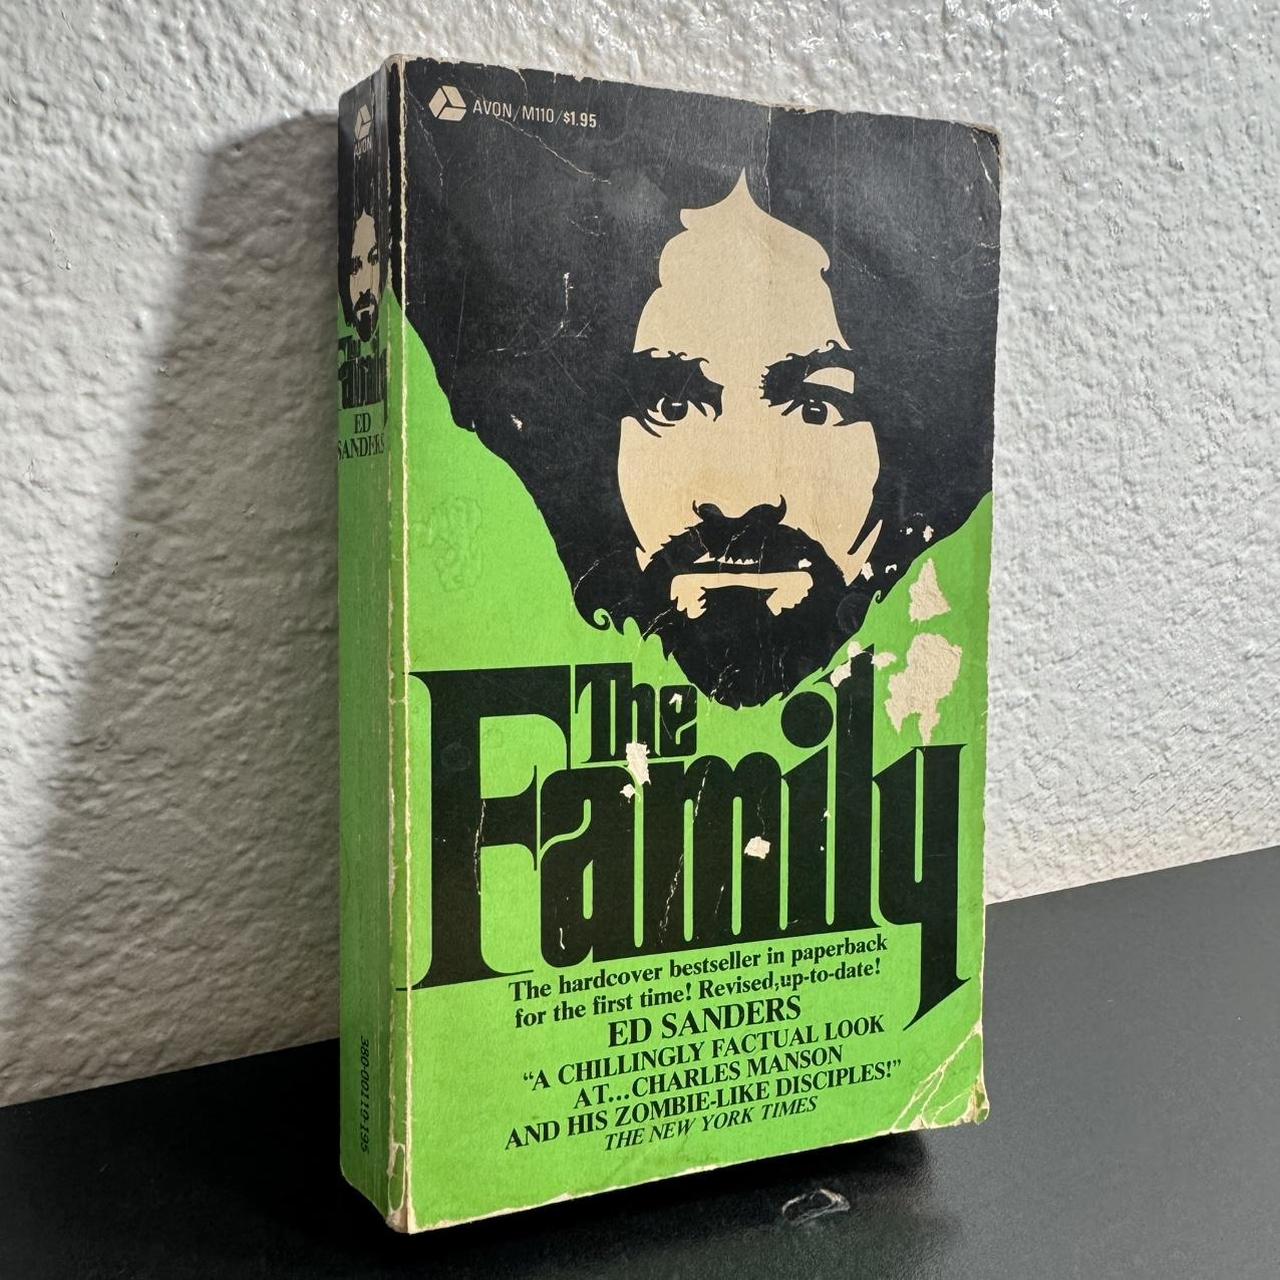 AVON/M110/$1.95
The
Family
The hardcover bestseller in paperback
for the first time! Revised, up-to-date!
ED SANDERS
"A CHILLINGLY FACTUAL LOOK
AT...CHARLES MANSON
AND HIS ZOMBIE-LIKE DISCIPLES!"
THE NEW YORK TIMES
AVON
The
Family
ED
SANDERS
380-00110-195